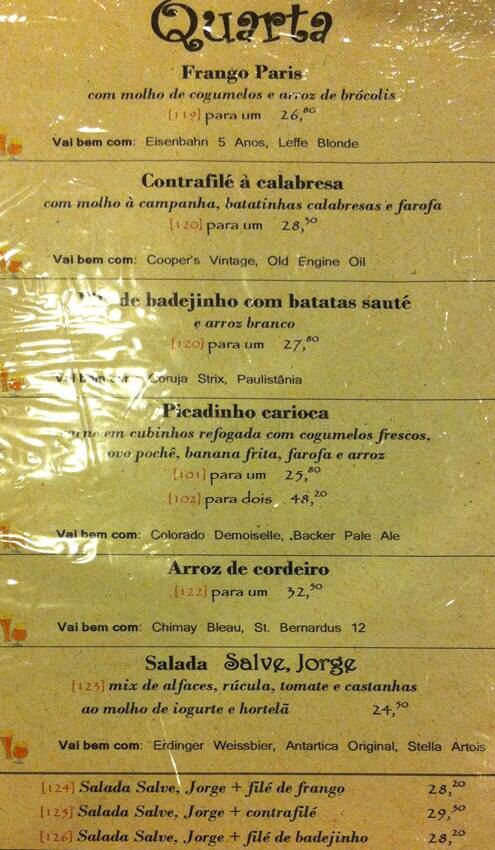 Quarta
Frango Paris
com molho de cogumelos e arroz de brócolis
[119] para um 26,80
Vai bem com: Eisenbahn 5 Anos, Leffe Blonde
Contrafilé à calabresa
com molho à campanha, batatinhas calabresas e farofa
[120] para um 28,50
Vai bem com: Cooper's Vintage, Old Engine Oil
de badejinho com batatas sauté
e arroz branco
[120] para um 27,80
Vai bem com: Coruja Strix, Paulistânia
Picadinho carioca
carne em cubinhos refogada com cogumelos frescos,
ovo pochê, banana frita, farofa e arroz
[101] para um 25,80
[102] para dois 48,20
Vai bem com: Colorado Demoiselle, Backer Pale Ale
Arroz de cordeiro
[122] para um 32,50
Vai bem com: Chimay Bleau, St. Bernardus 12
Salada Salve, Jorge
[123] mix de alfaces, rúcula, tomate e castanhas
ao molho de iogurte e hortelã 24,50
Vai bem com: Erdinger Weissbier, Antartica Original, Stella Artois
[124] Salada Salve, Jorge + filé de frango 28,20
[125] Salada Salve, Jorge + contrafilé 29,50
[126] Salada Salve, Jorge + filé de badejinho 28,20